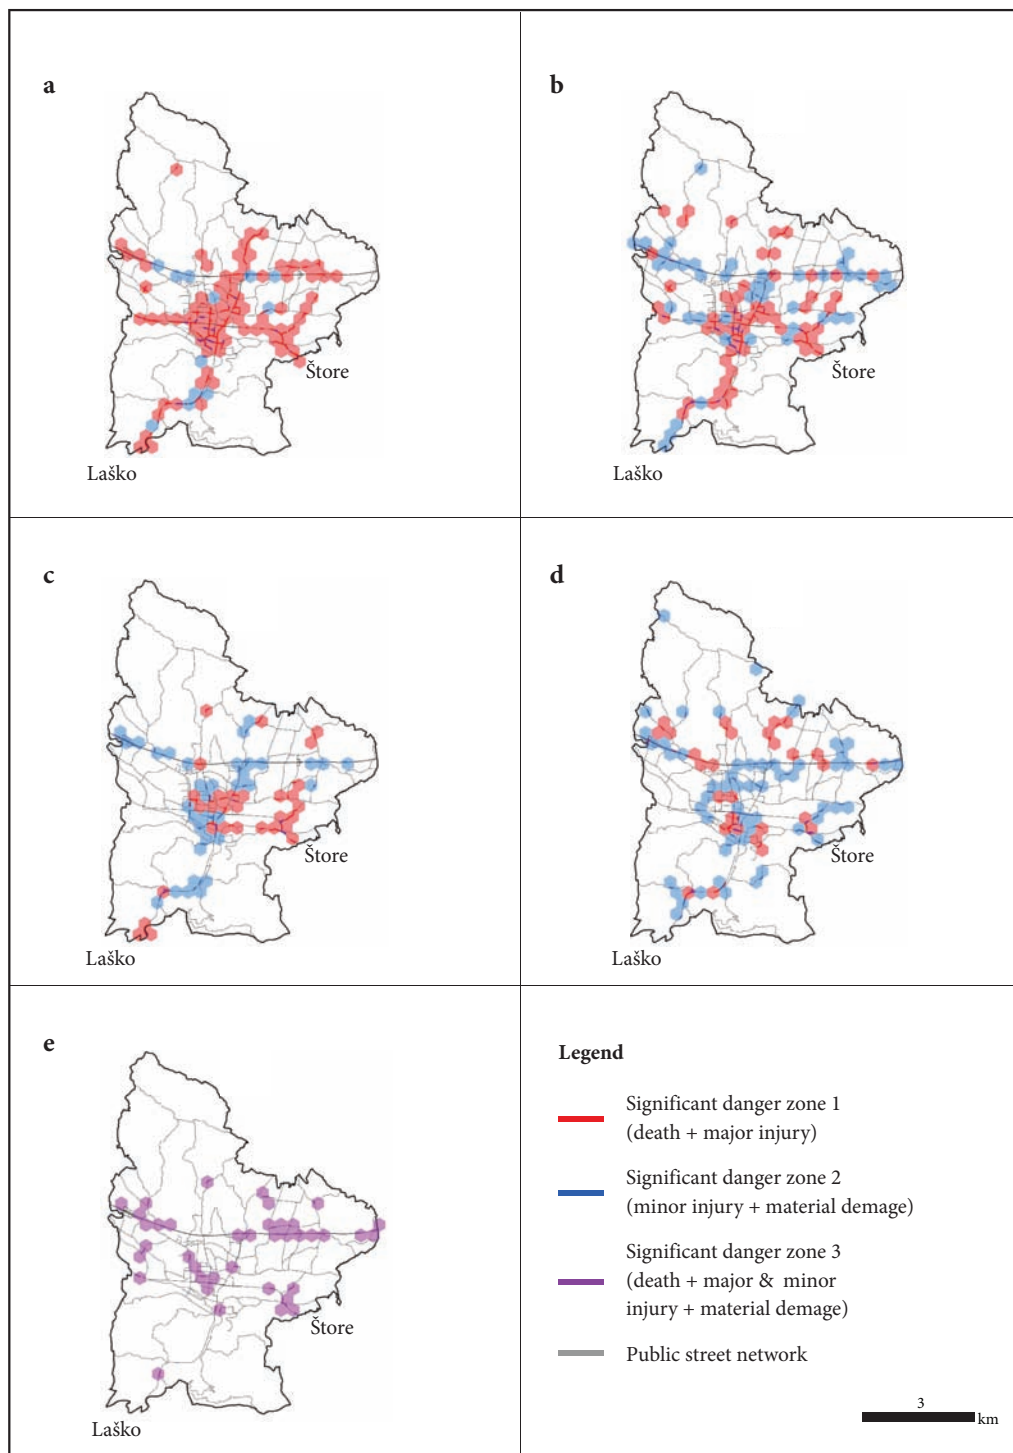 a
b
Štore
Štore
Laško
Laško
c
d
Štore
Štore
Laško
Laško
e
Legend
Significant danger zone 1
(death + major injury)
Significant danger zone 2
(minor injury + material demage)
Significant danger zone 3
(death + major & minor
injury + material demage)
Štore
Public street network
3
km
Laško